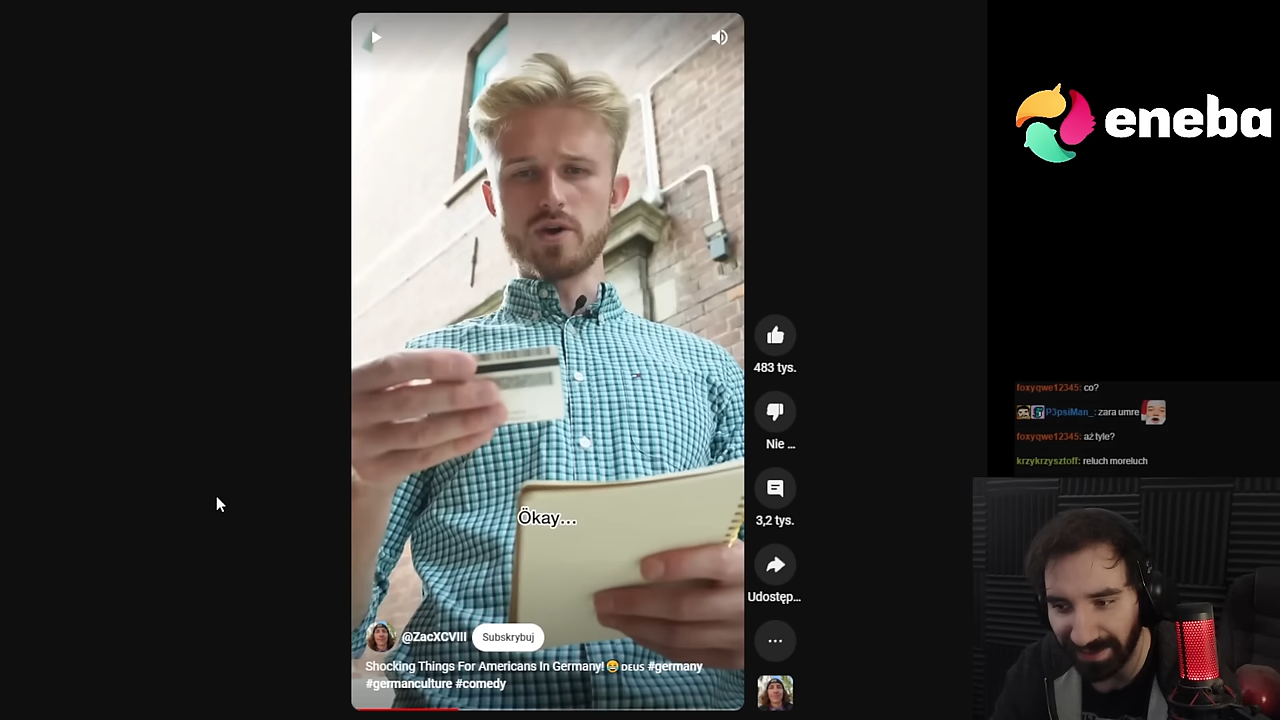 eneba
483 tys.
Nie ...
3,2 tys.
Udostęp...
Ökay...
@ZacXCVIII
Subskrybuj
Shocking Things For Americans In Germany!😂 ᴅᴇᴜs #germany
#germanculture #comedy
foxyqwe12345: co?
P3psiMan_: zara umre
foxyqwe12345: aż tyle?
krzykrzysztoff: reluch moreluch